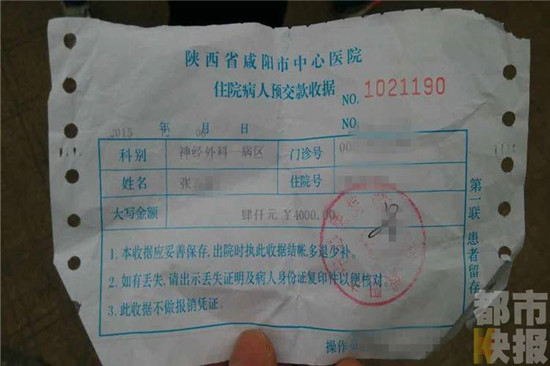 陕西省咸阳市中心医院
住院病人预交款收据
NO. 1021190
NO.
2015 年 月 日
科别 神经外科一病区 门诊号 00
姓名 张 住院号
大写金额 肆仟元 ¥4000.00
1.本收据应妥善保存,出院时执此收据结帐,多退少补。
2.如有丢失,请出示丢失证明及病人身份证复印件以便核对
3.此收据不做报销凭证
操作
第一联 患者留存
都市快报